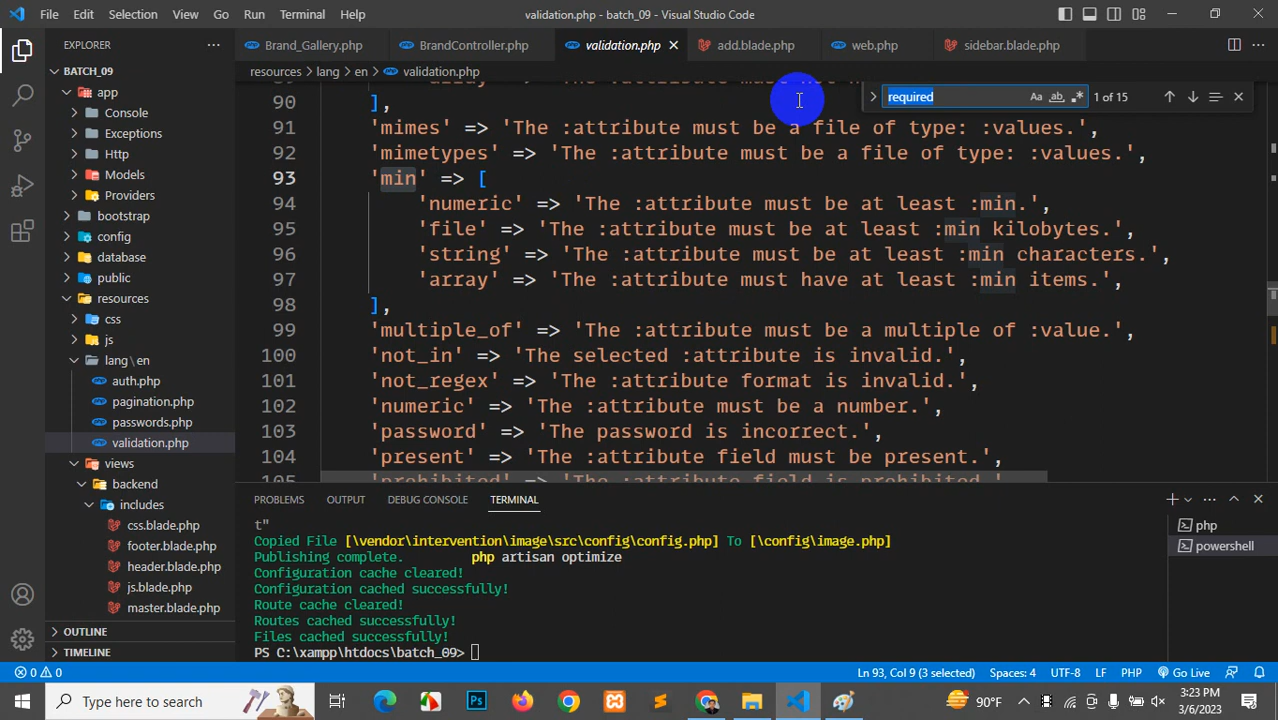 File Edit Selection View Go Run Terminal Help validation.php - batch_09 - Visual Studio Code
EXPLORER
Brand_Gallery.php BrandController.php validation.php add.blade.php web.php sidebar.blade.php
resources > lang > en > validation.php
required Aa ab 1 of 15
BATCH_09
app
Console
Exceptions
Http
Models
Providers
bootstrap
config
database
public
resources
css
js
lang\en
auth.php
pagination.php
passwords.php
validation.php
views
backend
includes
css.blade.php
footer.blade.php
header.blade.php
js.blade.php
master.blade.php
OUTLINE
TIMELINE
90 ],
91 'mimes' => 'The :attribute must be a file of type: :values.',
92 'mimetypes' => 'The :attribute must be a file of type: :values.',
93 'min' => [
94 'numeric' => 'The :attribute must be at least :min.',
95 'file' => 'The :attribute must be at least :min kilobytes.',
96 'string' => 'The :attribute must be at least :min characters.',
97 'array' => 'The :attribute must have at least :min items.',
98 ],
99 'multiple_of' => 'The :attribute must be a multiple of :value.',
100 'not_in' => 'The selected :attribute is invalid.',
101 'not_regex' => 'The :attribute format is invalid.',
102 'numeric' => 'The :attribute must be a number.',
103 'password' => 'The password is incorrect.',
104 'present' => 'The :attribute field must be present.',
105 'prohibited' => 'The :attribute field is prohibited.'
PROBLEMS OUTPUT DEBUG CONSOLE TERMINAL
t"
Copied File [\vendor\intervention\image\src\config\config.php] To [\config\image.php]
Publishing complete. php artisan optimize
Configuration cache cleared!
Configuration cached successfully!
Route cache cleared!
Routes cached successfully!
Files cached successfully!
PS C:\xampp\htdocs\batch_09>
php
powershell
0 0 Ln 93, Col 9 (3 selected) Spaces: 4 UTF-8 LF PHP Go Live
Type here to search
Ps
90°F
3:23 PM
3/6/2023